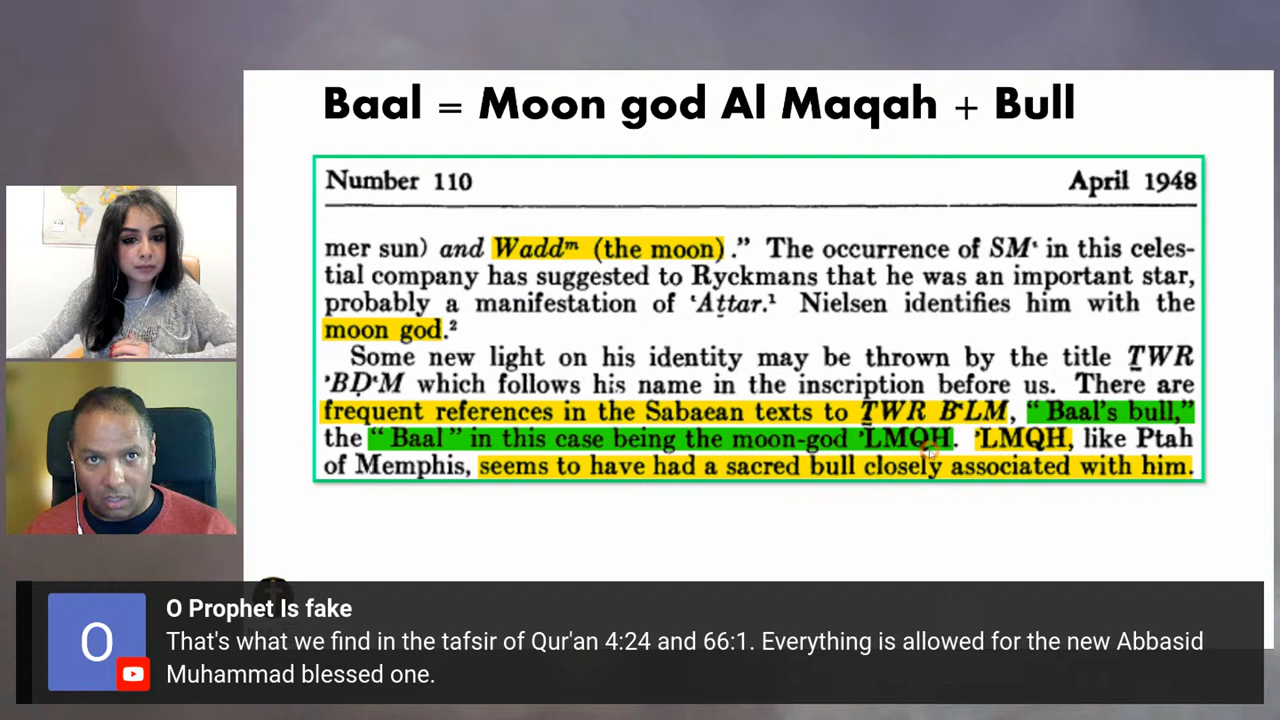 Baal = Moon god Al Maqah + Bull
Number 110 April 1948
mer sun) and Waddᵐ (the moon).” The occurrence of SMʿ in this celes-
tial company has suggested to Ryckmans that he was an important star,
probably a manifestation of ʿAṯtar.¹ Nielsen identifies him with the
moon god.²
Some new light on his identity may be thrown by the title ṮWR
ʾBḌʿM which follows his name in the inscription before us. There are
frequent references in the Sabaean texts to ṮWR BʿLM, “Baal’s bull,”
the “Baal” in this case being the moon-god ʾLMQH. ʾLMQH, like Ptah
of Memphis, seems to have had a sacred bull closely associated with him.
O
O Prophet Is fake
That's what we find in the tafsir of Qur'an 4:24 and 66:1. Everything is allowed for the new Abbasid
Muhammad blessed one.